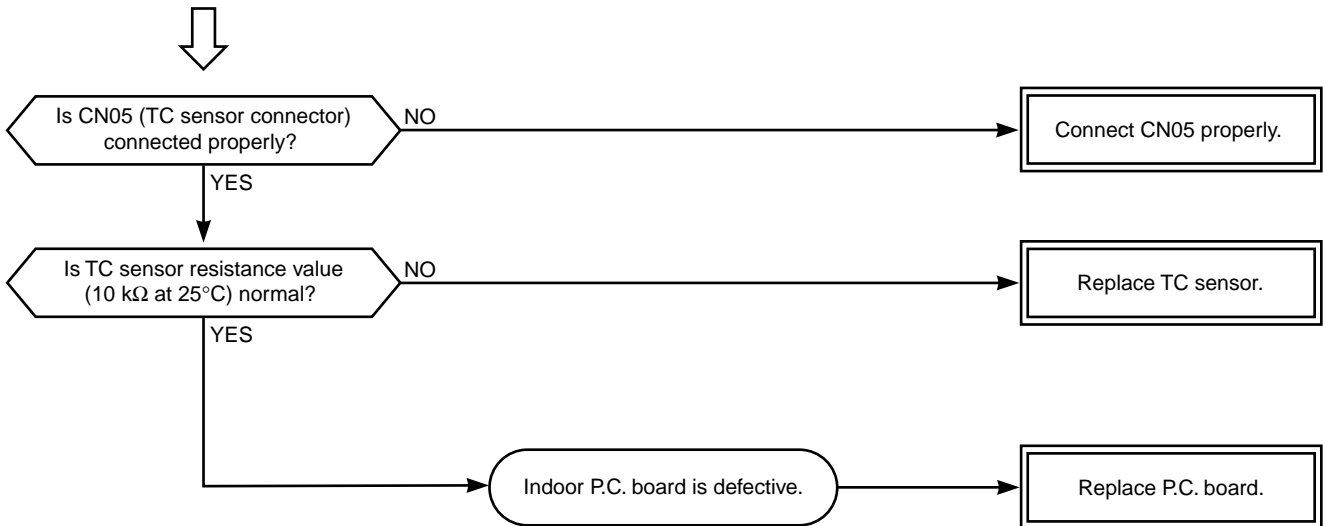 Is CN05 (TC sensor connector)
connected properly?
NO
Connect CN05 properly.
YES
Is TC sensor resistance value
(10 kΩ at 25°C) normal?
NO
Replace TC sensor.
YES
Indoor P.C. board is defective.
Replace P.C. board.